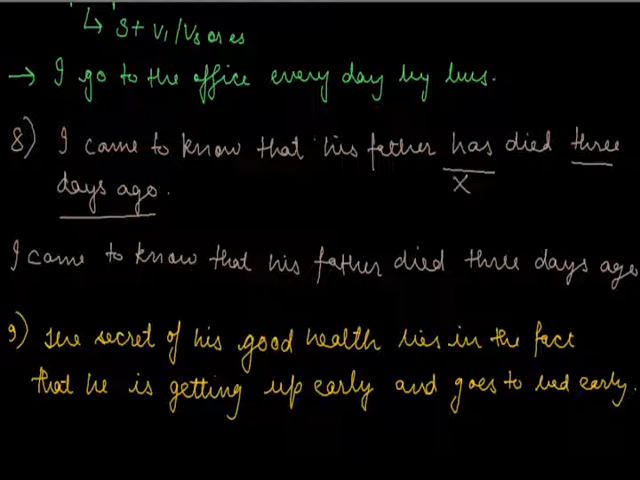 ↳ S + V1/Vs or es
→ I go to the office every day by bus.
8) I came to know that his father has died three
X
days ago.
I came to know that his father died three days ago
9) The secret of his good health lies in the fact
that he is getting up early and goes to bed early.